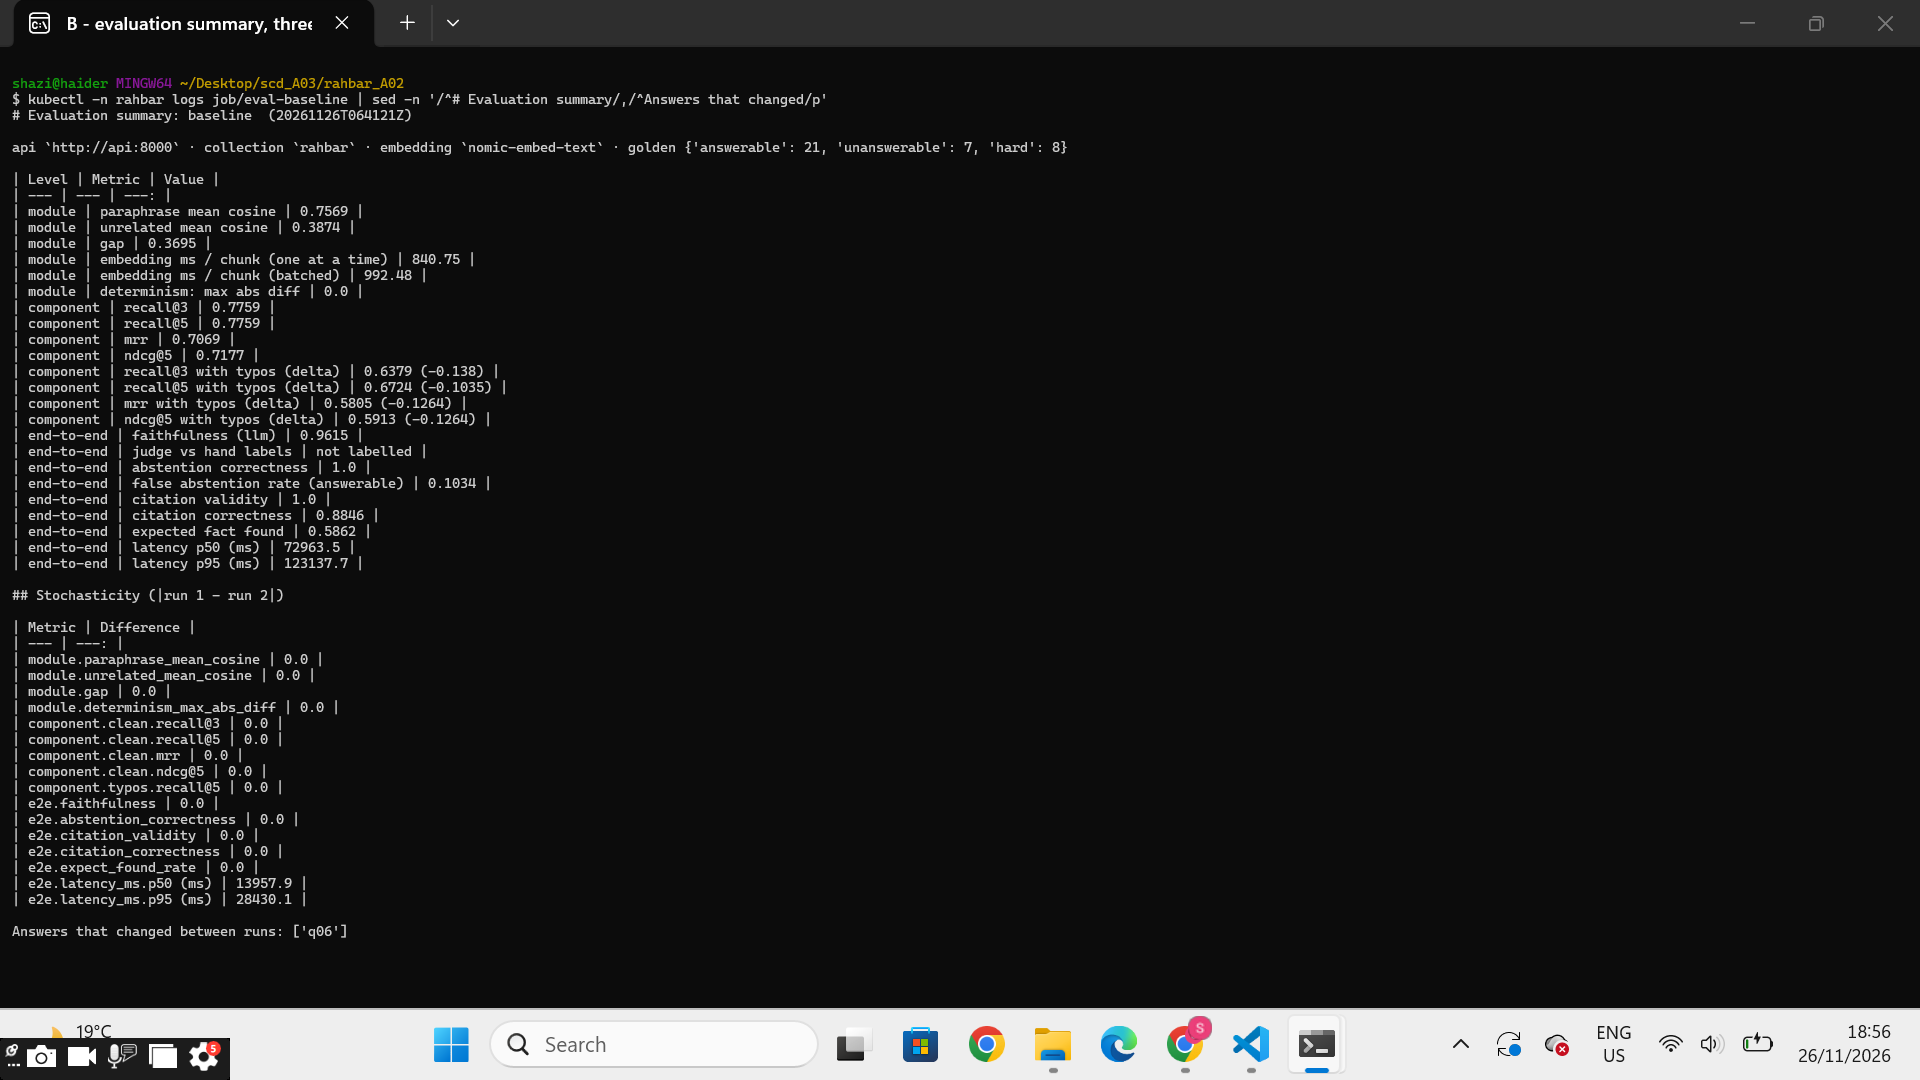 B - evaluation summary, three
shazi@haider MINGW64 ~/Desktop/scd_A03/rahbar_A02
$ kubectl -n rahbar logs job/eval-baseline | sed -n '/^# Evaluation summary/,/^Answers that changed/p'
# Evaluation summary: baseline  (20261126T064121Z)
api `http://api:8000` · collection `rahbar` · embedding `nomic-embed-text` · golden {'answerable': 21, 'unanswerable': 7, 'hard': 8}
| Level | Metric | Value |
| --- | --- | ---: |
| module | paraphrase mean cosine | 0.7569 |
| module | unrelated mean cosine | 0.3874 |
| module | gap | 0.3695 |
| module | embedding ms / chunk (one at a time) | 840.75 |
| module | embedding ms / chunk (batched) | 992.48 |
| module | determinism: max abs diff | 0.0 |
| component | recall@3 | 0.7759 |
| component | recall@5 | 0.7759 |
| component | mrr | 0.7069 |
| component | ndcg@5 | 0.7177 |
| component | recall@3 with typos (delta) | 0.6379 (-0.138) |
| component | recall@5 with typos (delta) | 0.6724 (-0.1035) |
| component | mrr with typos (delta) | 0.5805 (-0.1264) |
| component | ndcg@5 with typos (delta) | 0.5913 (-0.1264) |
| end-to-end | faithfulness (llm) | 0.9615 |
| end-to-end | judge vs hand labels | not labelled |
| end-to-end | abstention correctness | 1.0 |
| end-to-end | false abstention rate (answerable) | 0.1034 |
| end-to-end | citation validity | 1.0 |
| end-to-end | citation correctness | 0.8846 |
| end-to-end | expected fact found | 0.5862 |
| end-to-end | latency p50 (ms) | 72963.5 |
| end-to-end | latency p95 (ms) | 123137.7 |
## Stochasticity (|run 1 - run 2|)
| Metric | Difference |
| --- | ---: |
| module.paraphrase_mean_cosine | 0.0 |
| module.unrelated_mean_cosine | 0.0 |
| module.gap | 0.0 |
| module.determinism_max_abs_diff | 0.0 |
| component.clean.recall@3 | 0.0 |
| component.clean.recall@5 | 0.0 |
| component.clean.mrr | 0.0 |
| component.clean.ndcg@5 | 0.0 |
| component.typos.recall@5 | 0.0 |
| e2e.faithfulness | 0.0 |
| e2e.abstention_correctness | 0.0 |
| e2e.citation_validity | 0.0 |
| e2e.citation_correctness | 0.0 |
| e2e.expect_found_rate | 0.0 |
| e2e.latency_ms.p50 (ms) | 13957.9 |
| e2e.latency_ms.p95 (ms) | 28430.1 |
Answers that changed between runs: ['q06']
19°C
5
Search
S
ENG
US
18:56
26/11/2026